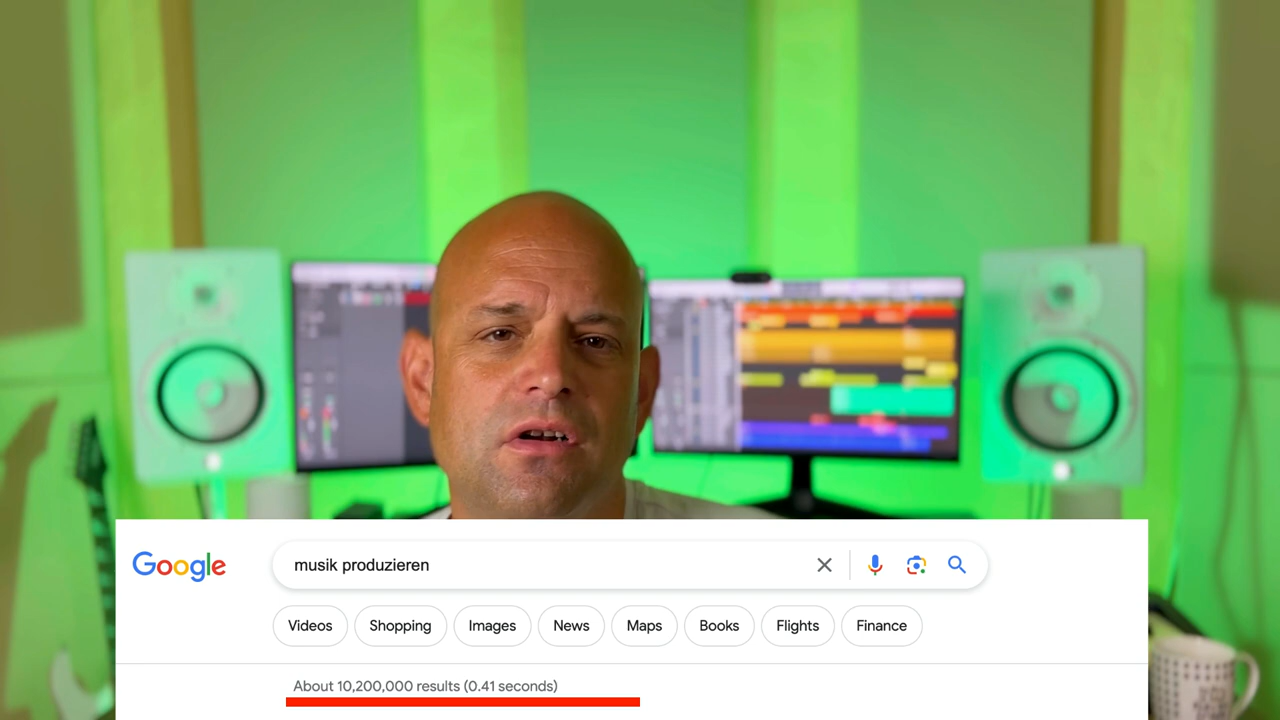 Google
musik produzieren
Videos Shopping Images News Maps Books Flights Finance
About 10,200,000 results (0.41 seconds)